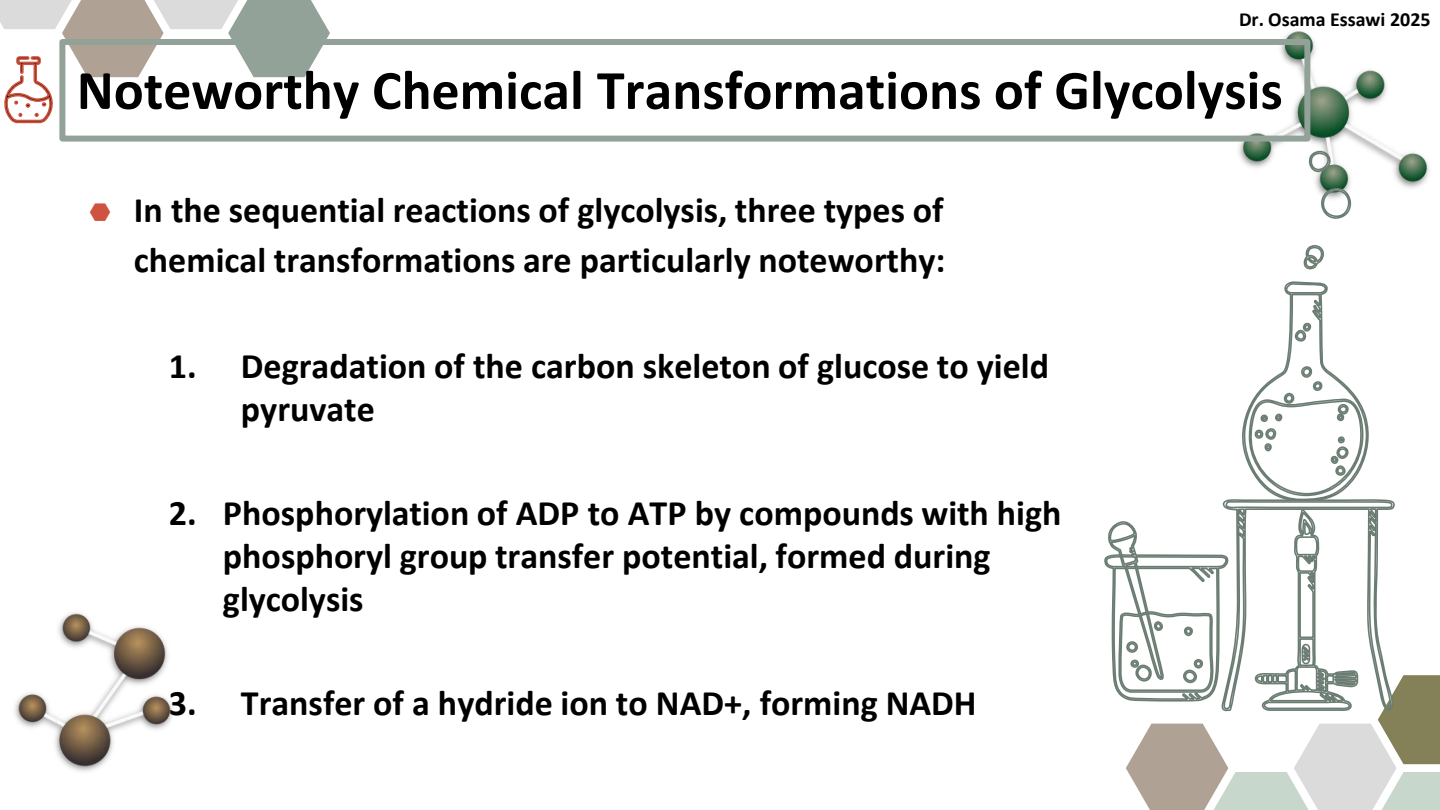 Dr. Osama Essawi 2025
Noteworthy Chemical Transformations of Glycolysis
In the sequential reactions of glycolysis, three types of
chemical transformations are particularly noteworthy:
1. Degradation of the carbon skeleton of glucose to yield
pyruvate
2. Phosphorylation of ADP to ATP by compounds with high
phosphoryl group transfer potential, formed during
glycolysis
3. Transfer of a hydride ion to NAD+, forming NADH